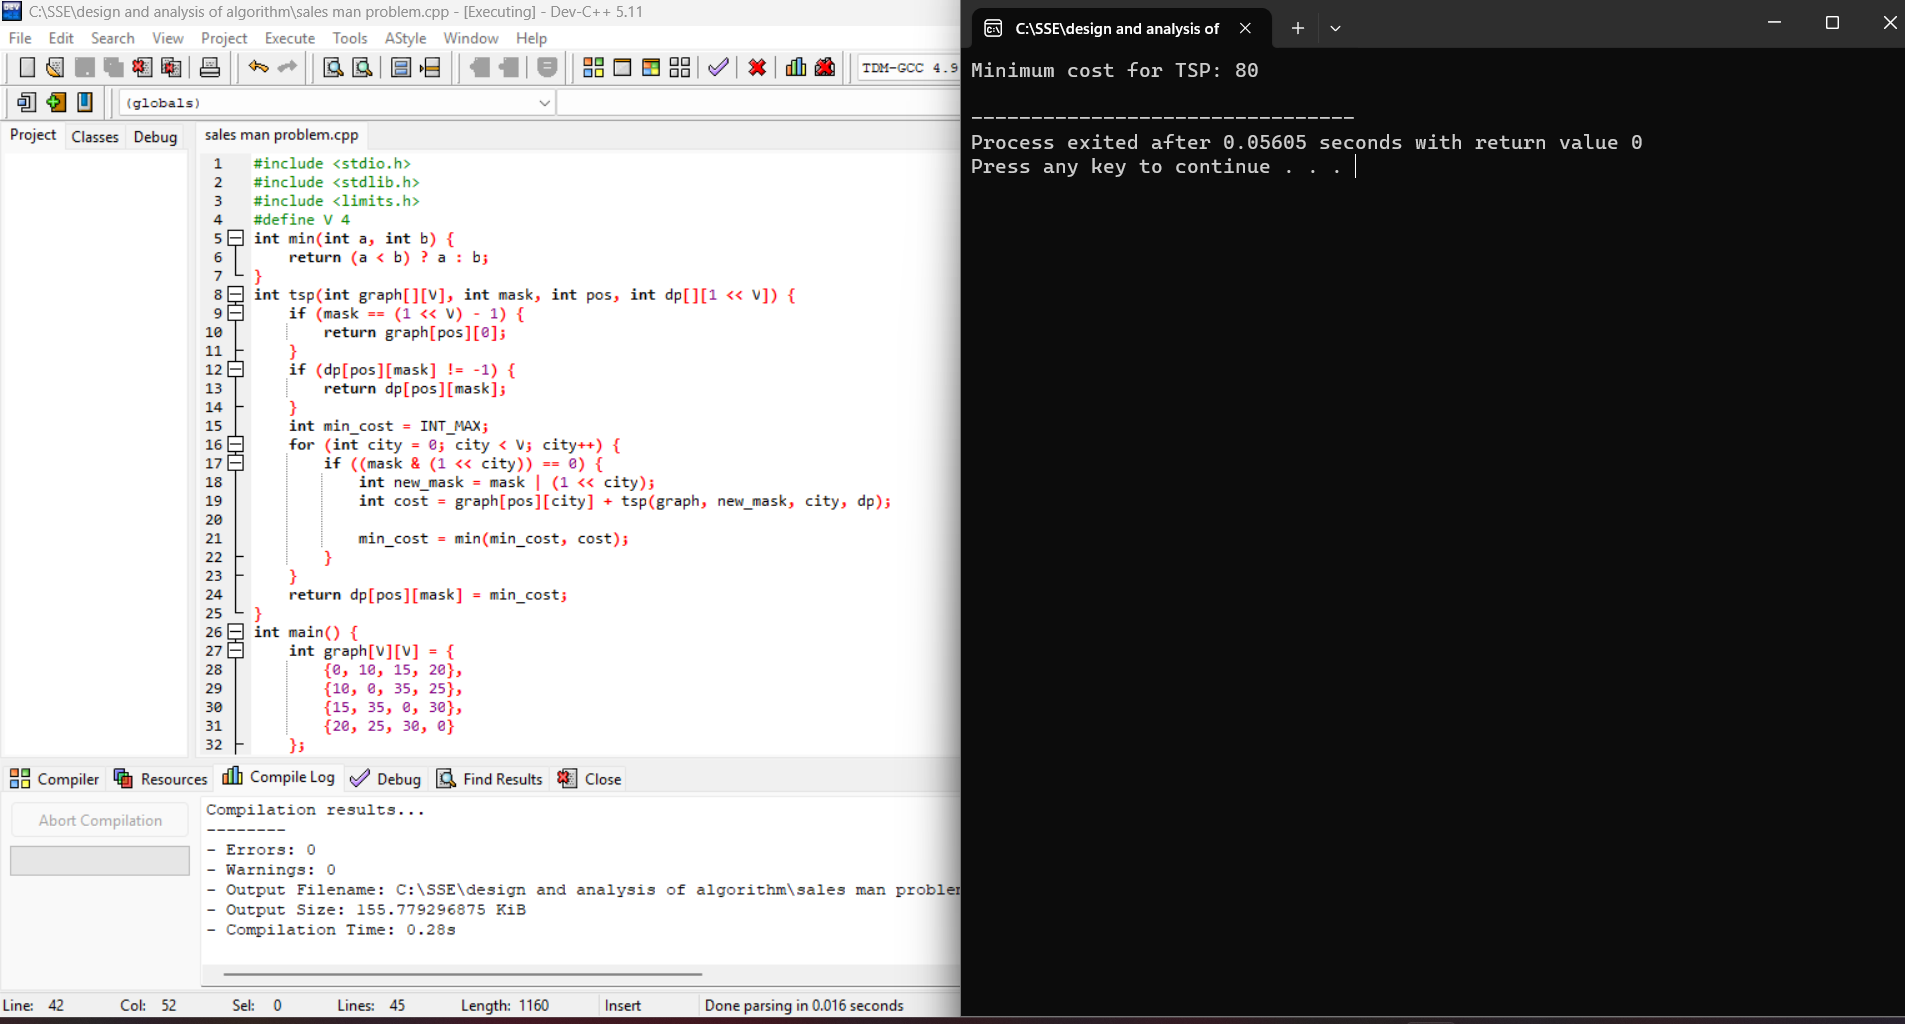 C:\SSE\design and analysis of algorithm\sales man problem.cpp - [Executing] - Dev-C++ 5.11
File Edit Search View Project Execute Tools AStyle Window Help
TDM-GCC 4.9
(globals)
Project Classes Debug
sales man problem.cpp
1 #include <stdio.h>
2 #include <stdlib.h>
3 #include <limits.h>
4 #define V 4
5 int min(int a, int b) {
6     return (a < b) ? a : b;
7 }
8 int tsp(int graph[][V], int mask, int pos, int dp[][1 << V]) {
9     if (mask == (1 << V) - 1) {
10         return graph[pos][0];
11     }
12     if (dp[pos][mask] != -1) {
13         return dp[pos][mask];
14     }
15     int min_cost = INT_MAX;
16     for (int city = 0; city < V; city++) {
17         if ((mask & (1 << city)) == 0) {
18             int new_mask = mask | (1 << city);
19             int cost = graph[pos][city] + tsp(graph, new_mask, city, dp);
20
21             min_cost = min(min_cost, cost);
22         }
23     }
24     return dp[pos][mask] = min_cost;
25 }
26 int main() {
27     int graph[V][V] = {
28         {0, 10, 15, 20},
29         {10, 0, 35, 25},
30         {15, 35, 0, 30},
31         {20, 25, 30, 0}
32     };
Compiler Resources Compile Log Debug Find Results Close
Abort Compilation
Compilation results...
--------
- Errors: 0
- Warnings: 0
- Output Filename: C:\SSE\design and analysis of algorithm\sales man problem
- Output Size: 155.779296875 KiB
- Compilation Time: 0.28s
Line: 42 Col: 52 Sel: 0 Lines: 45 Length: 1160 Insert Done parsing in 0.016 seconds
C:\SSE\design and analysis of
Minimum cost for TSP: 80
--------------------------------
Process exited after 0.05605 seconds with return value 0
Press any key to continue . . .